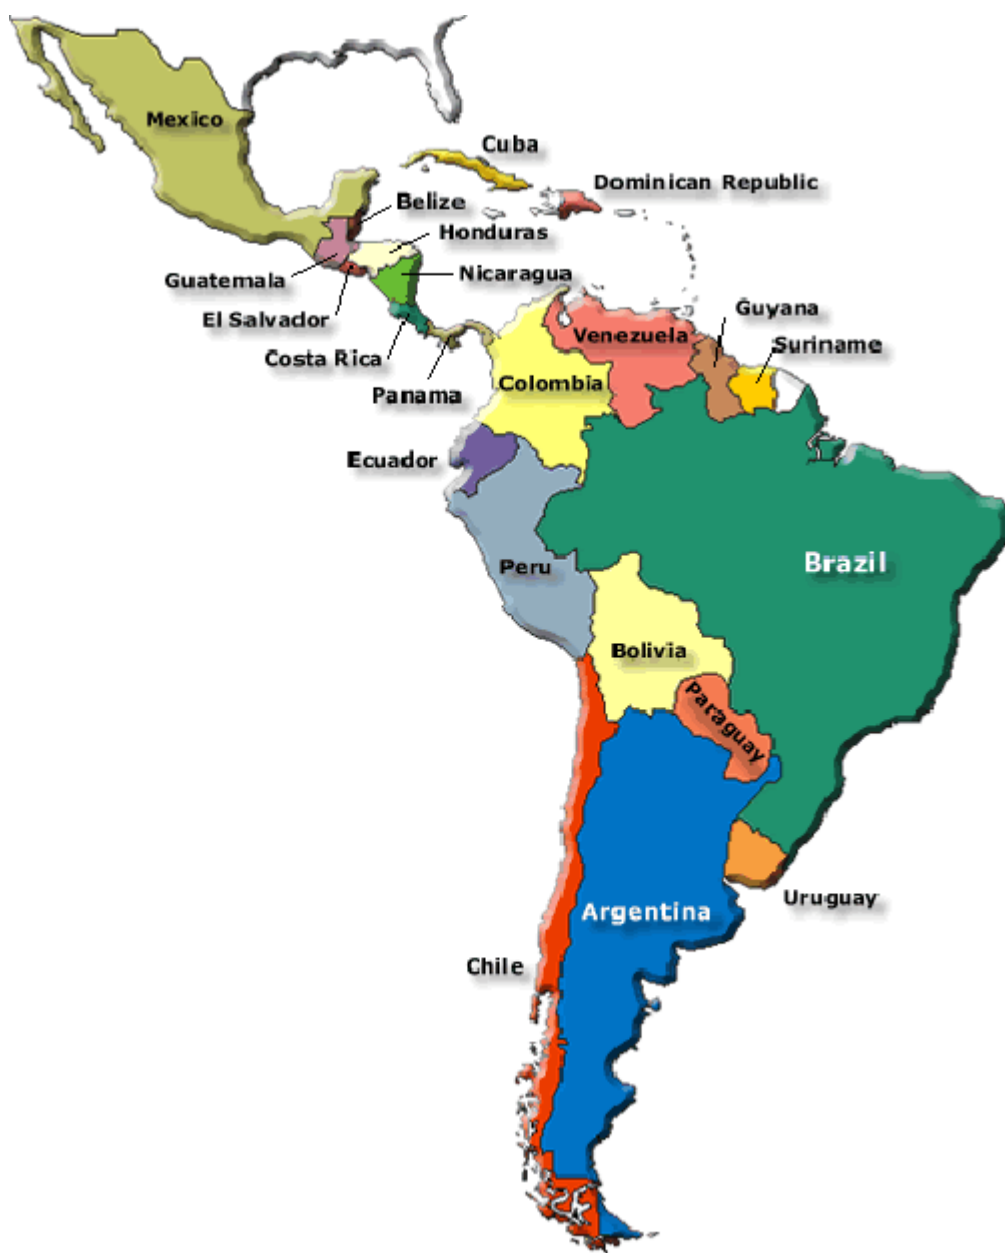 Mexico
Cuba
Dominican Republic
Belize
Honduras
Guatemala
Nicaragua
El Salvador
Guyana
Costa Rica
Venezuela
Suriname
Panama
Colombia
Ecuador
Peru
Brazil
Bolivia
Paraguay
Uruguay
Argentina
Chile